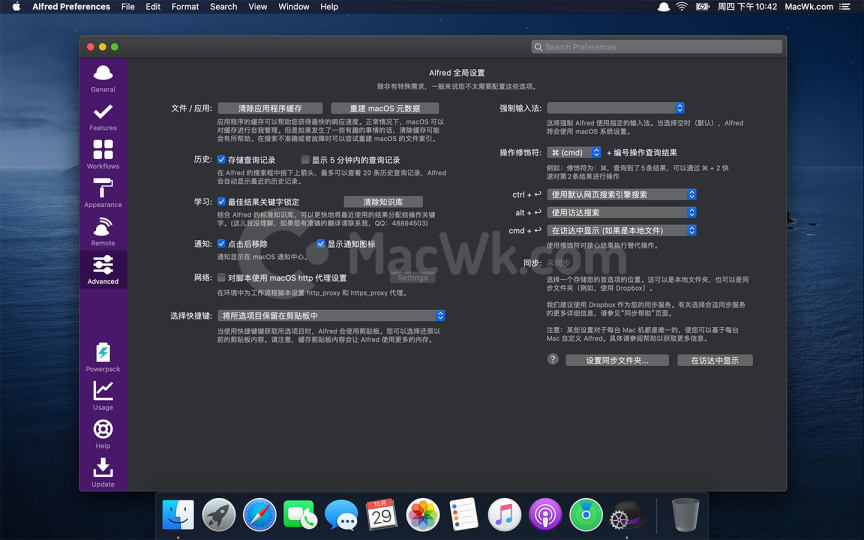 Alfred Preferences File Edit Format Search View Window Help
周四 下午10:42 MacWk.com
Search Preferences
General
Features
Workflows
Appearance
Remote
Advanced
Powerpack
Usage
Help
Update
Alfred 全局设置
除非有特殊需求，一般来说您不太需要配置这些选项。
文件 / 应用: 清除应用程序缓存 重建 macOS 元数据
应用程序的缓存可以帮助您获得最快的响应速度。正常情况下，macOS 可以
对缓存进行自我管理。但是如果发生了一些有趣的事情的话，清除缓存可能
会有所帮助。在搜索不准确或者故障时可以尝试重建 macOS 的文件索引。
历史: 存储查询记录 显示 5 分钟内的查询记录
在 Alfred 的搜索框中按下上箭头，最多可以查看 20 条历史查询记录，Alfred
会自动显示最近的历史记录。
学习: 最佳结果关键字锁定 清除知识库
结合 Alfred 的标准知识库，可以更快地将最近使用的结果分配给操作关键
字。(这儿我没理解，如果您有准确的翻译请联系我，QQ：48894503)
通知: 点击后移除 显示通知图标
通知显示在 macOS 通知中心。
网络: 对脚本使用 macOS http 代理设置 Settings
在环境中为工作流程脚本设置 http_proxy 和 https_proxy 代理。
选择快捷键: 将所选项目保留在剪贴板中
当使用快捷键键获取所选项目时，Alfred 会使用剪贴板。您可以选择还原以
前的剪贴板内容。请注意，缓存剪贴板内容会让 Alfred 使用更多的内存。
强制输入法:
这将强制 Alfred 使用指定的输入法。当选择空时（默认），Alfred
将会使用 macOS 系统设置。
操作修饰符: ⌘ (cmd) + 编号操作查询结果
例如：修饰符为：⌘，查询到了5条结果，可以通过 ⌘ + 2 快
速对第2条结果进行操作
ctrl + ↩ 使用默认网页搜索引擎搜索
alt + ↩ 使用访达搜索
cmd + ↩ 在访达中显示 (如果是本地文件)
使用修饰符对核心结果执行替代操作。
同步: 未同步
选择一个存储您的首选项的位置。这可以是本地文件夹，也可以是同
步文件夹（例如，使用 Dropbox）。
我们建议使用 Dropbox 作为您的同步服务。有关选择合适同步服务
的更多详细信息，请参见“同步帮助”页面。
注意：某些设置对于每台 Mac 机都是唯一的，使您可以基于每台
Mac 自定义 Alfred。具体请参阅帮助以获取更多信息。
? 设置同步文件夹... 在访达中显示
MacWk.com
10月
29